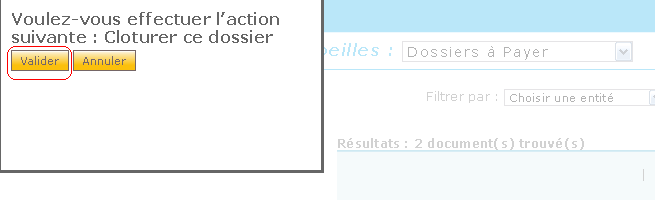 Voulez-vous effectuer l'action
suivante : Cloturer ce dossier
Valider Annuler
eilles : Dossiers à Payer
Filtrer par : Choisir une entité
Résultats : 2 document(s) trouvé(s)